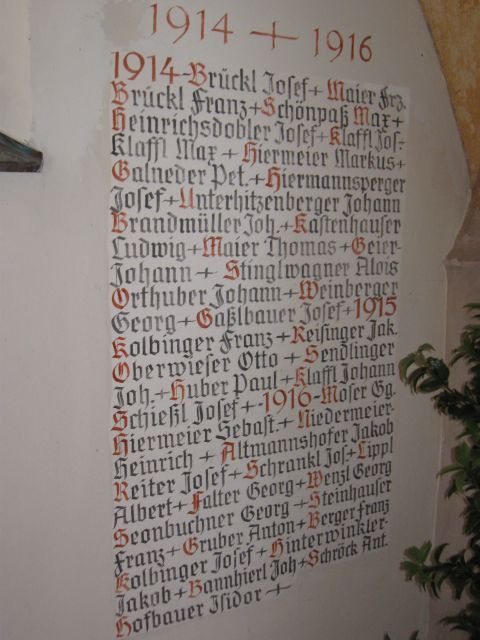 1914 + 1916
1914-Brückl Josef+ Maier Frz.
Brückl Franz+Schönpaß Max+
Heinrichsdobler Josef+Klaffl Jos.
Klaffl Max + Hiermeier Markus+
Galneder Pet.+Hiermannsperger
Josef+Unterhitzenberger Johann
Brandmüller Joh.+Kastenhauser
Ludwig+Maier Thomas+Geier-
Johann + Stinglwagner Alois
Orthuber Johann+Weinberger
Georg+Gaßlbauer Josef+1915
Kolbinger Franz+Reisinger Jak.
Oberwieser Otto + Sendlinger
Joh.+Huber Paul+Klaffl Johann
Schießl Josef + -1916-Moser Gg.
Hiermeier Sebast.+Niedermeier-
Heinrich + Altmannshofer Jakob
Reiter Josef+Schrankl Jos+Lippl
Albert+Falter Georg+Wenzl Georg
Seonbuchner Georg+Steinhauser
Franz+Gruber Anton+Berger Franz
Kolbinger Josef+Hinterwinkler-
Jakob+Bannhierl Joh+Schröck Ant.
Hofbauer Isidor +